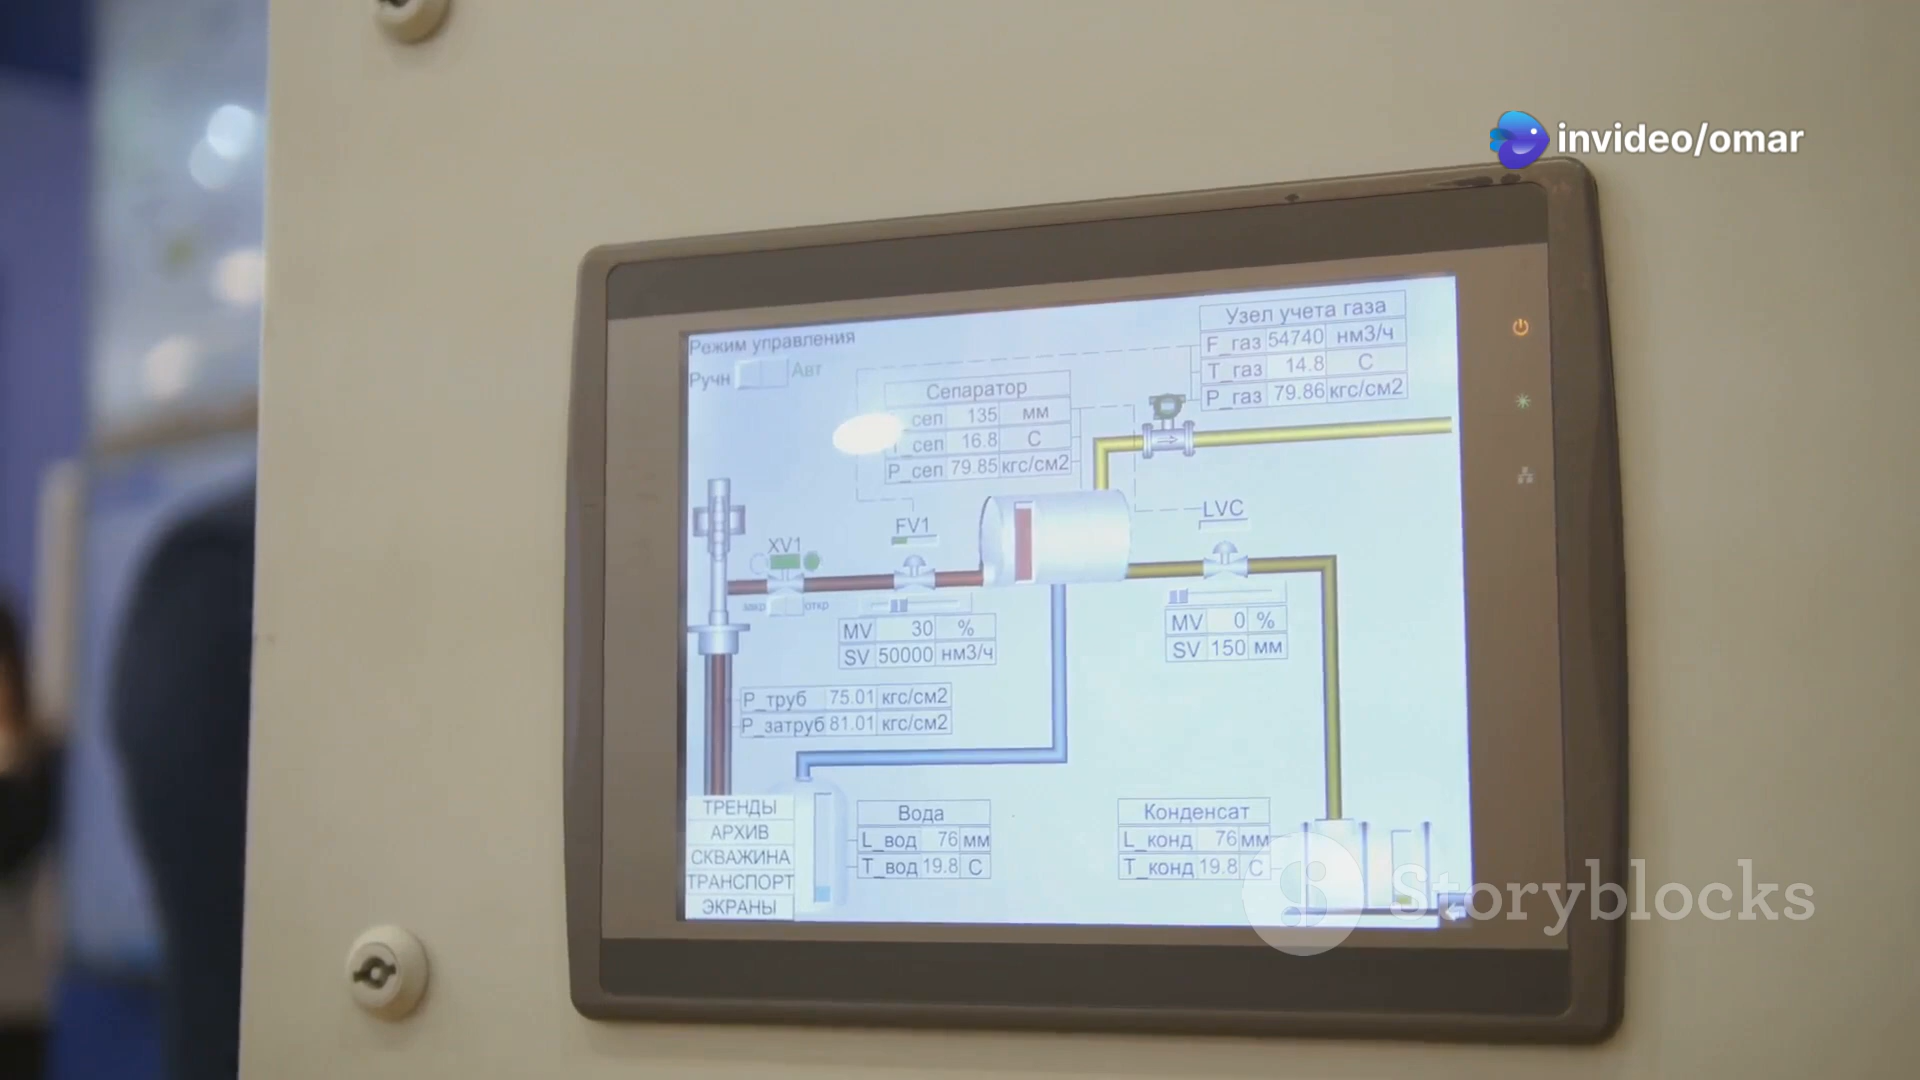 invideo/omar
Режим управления
Ручн Авт
Узел учета газа
F_газ 54740 нм3/ч
T_газ 14.8 С
P_газ 79.86 кгс/см2
Сепаратор
сеп 135 мм
сеп 16.8 С
P_сеп 79.85 кгс/см2
LVC
FV1
XV1
закр откр
MV 30 %
SV 50000 нм3/ч
MV 0 %
SV 150 мм
P_труб 75.01 кгс/см2
P_затруб 81.01 кгс/см2
ТРЕНДЫ
АРХИВ
СКВАЖИНА
ТРАНСПОРТ
ЭКРАНЫ
Вода
L_вод 76 мм
T_вод 19.8 С
Конденсат
L_конд 76 мм
T_конд 19.8 С
Storyblocks